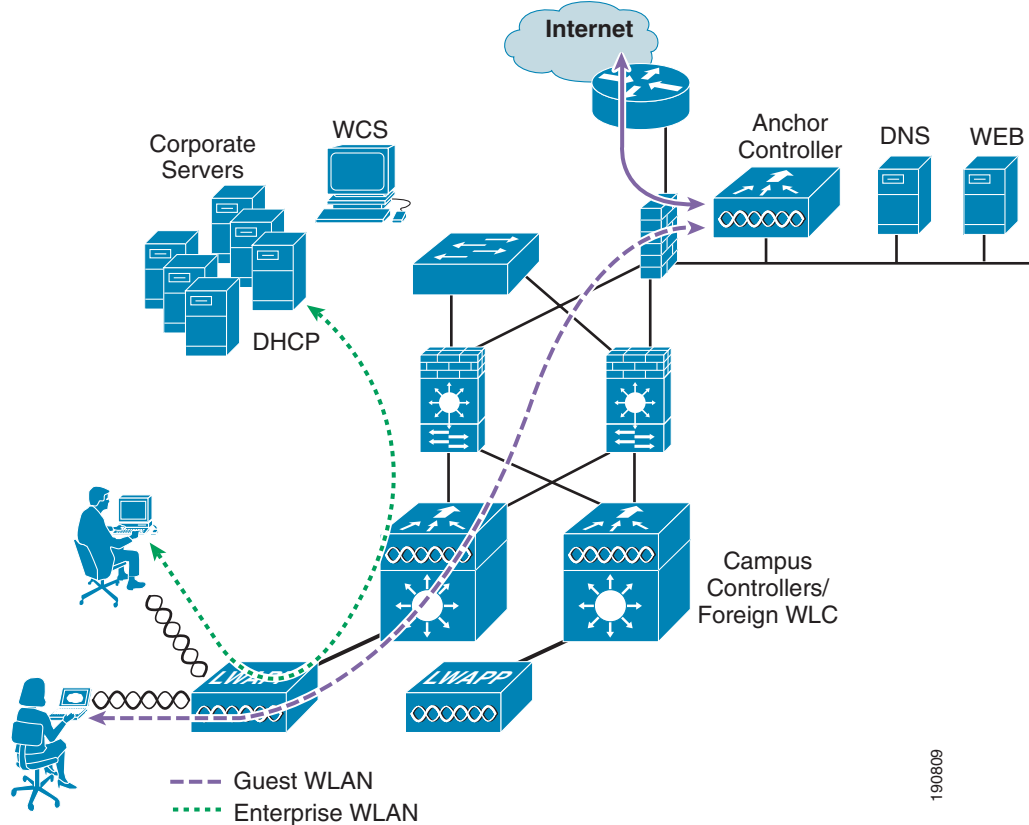 Internet
WCS
Corporate
Servers
Anchor
Controller
DNS
WEB
DHCP
Campus
Controllers/
Foreign WLC
LWAPP
LWAPP
Guest WLAN
Enterprise WLAN
190809